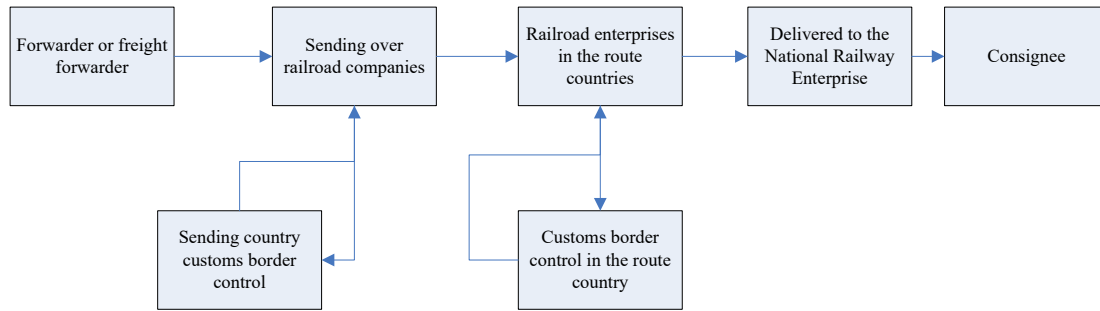 Forwarder or freight
forwarder
Sending over
railroad companies
Railroad enterprises
in the route
countries
Delivered to the
National Railway
Enterprise
Consignee
Sending country
customs border
control
Customs border
control in the route
country